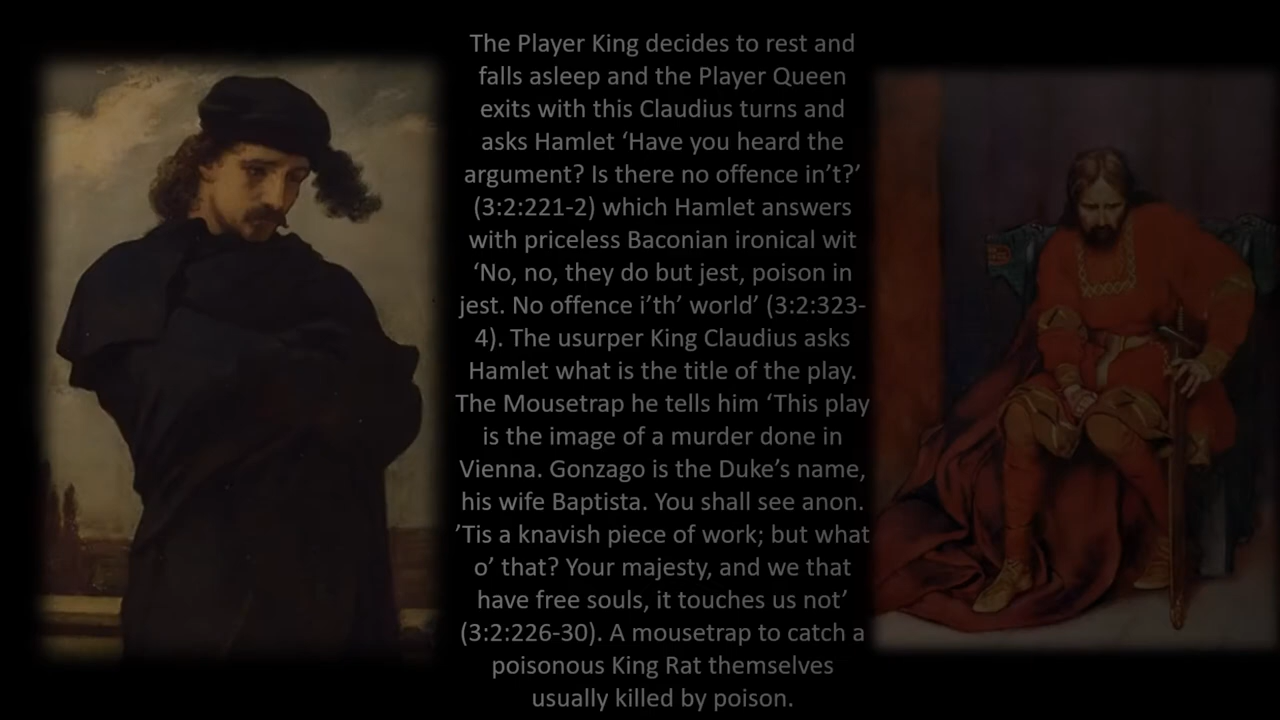 The Player King decides to rest and
falls asleep and the Player Queen
exits with this Claudius turns and
asks Hamlet ‘Have you heard the
argument? Is there no offence in’t?’
(3:2:221-2) which Hamlet answers
with priceless Baconian ironical wit
‘No, no, they do but jest, poison in
jest. No offence i’th’ world’ (3:2:323-
4). The usurper King Claudius asks
Hamlet what is the title of the play.
The Mousetrap he tells him ‘This play
is the image of a murder done in
Vienna. Gonzago is the Duke’s name,
his wife Baptista. You shall see anon.
’Tis a knavish piece of work; but what
o’ that? Your majesty, and we that
have free souls, it touches us not’
(3:2:226-30). A mousetrap to catch a
poisonous King Rat themselves
usually killed by poison.